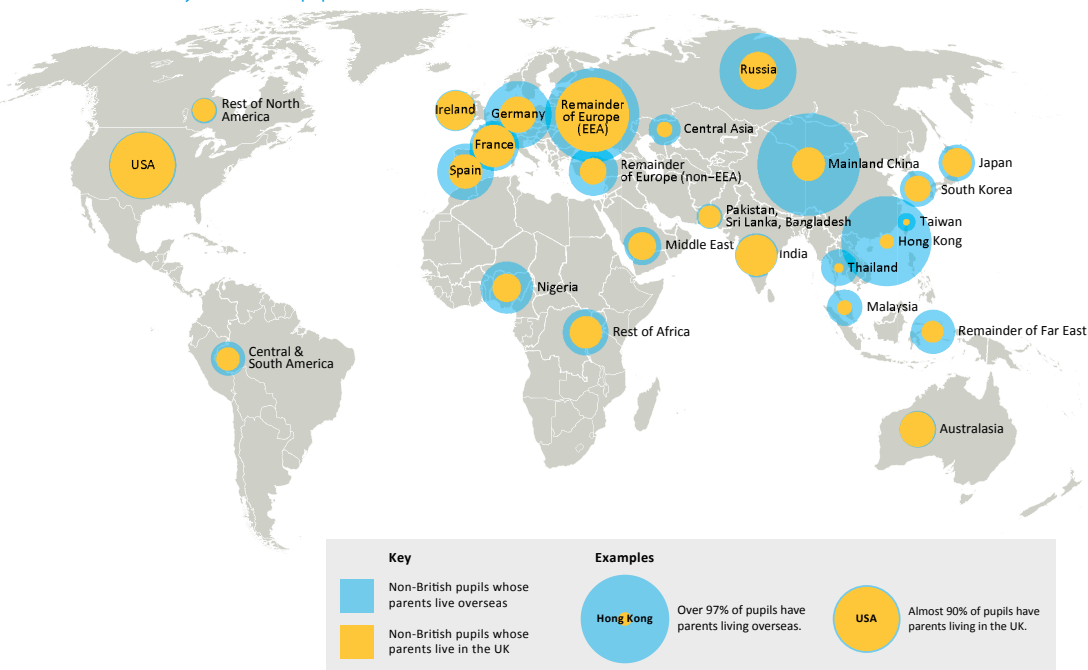 Russia
Rest of North
America
Ireland
Germany
Remainder
of Europe
(EEA)
Central Asia
France
USA
Spain
Remainder
of Europe (non–EEA)
Mainland China
Japan
South Korea
Pakistan,
Sri Lanka, Bangladesh
Taiwan
Hong Kong
Middle East
India
Thailand
Nigeria
Malaysia
Rest of Africa
Remainder of Far East
Central &
South America
Australasia
Key
Non-British pupils whose
parents live overseas
Non-British pupils whose
parents live in the UK
Examples
Hong Kong
Over 97% of pupils have
parents living overseas.
USA
Almost 90% of pupils have
parents living in the UK.